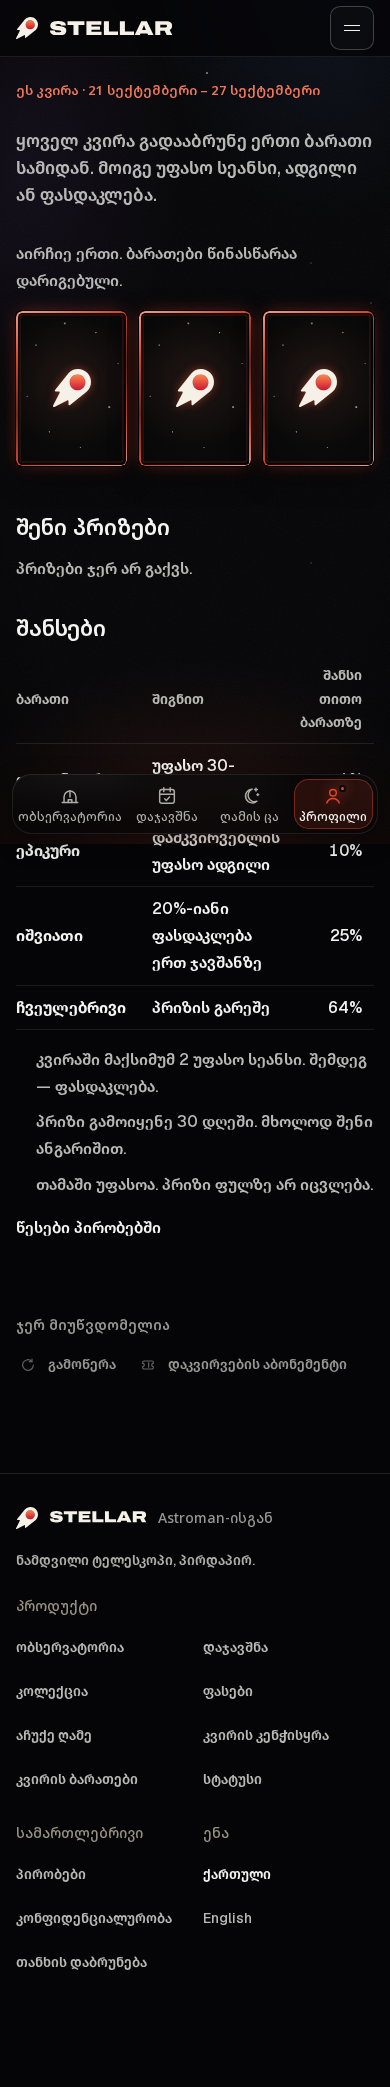 STELLAR
ეს კვირა · 21 სექტემბერი – 27 სექტემბერი
ყოველ კვირა გადააბრუნე ერთი ბარათი
სამიდან. მოიგე უფასო სეანსი, ადგილი
ან ფასდაკლება.
აირჩიე ერთი. ბარათები წინასწარაა
დარიგებული.
შენი პრიზები
პრიზები ჯერ არ გაქვს.
შანსები
ბარათი შიგნით შანსი თითო ბარათზე
უფასო 30-
ობსერვატორია დაჯავშნა ღამის ცა პროფილი
დამკვირვებლის
უფასო ადგილი
ეპიკური 10%
20%-იანი
ფასდაკლება
ერთ ჯავშანზე
იშვიათი 25%
ჩვეულებრივი პრიზის გარეშე 64%
კვირაში მაქსიმუმ 2 უფასო სეანსი. შემდეგ
— ფასდაკლება.
პრიზი გამოიყენე 30 დღეში. მხოლოდ შენი
ანგარიშით.
თამაში უფასოა. პრიზი ფულზე არ იცვლება.
წესები პირობებში
ჯერ მიუწვდომელია
გამოწერა დაკვირვების აბონემენტი
STELLAR Astroman-ისგან
ნამდვილი ტელესკოპი, პირდაპირ.
პროდუქტი
ობსერვატორია დაჯავშნა
კოლექცია ფასები
აჩუქე ღამე კვირის კენჭისყრა
კვირის ბარათები სტატუსი
სამართლებრივი ენა
პირობები ქართული
კონფიდენციალურობა English
თანხის დაბრუნება